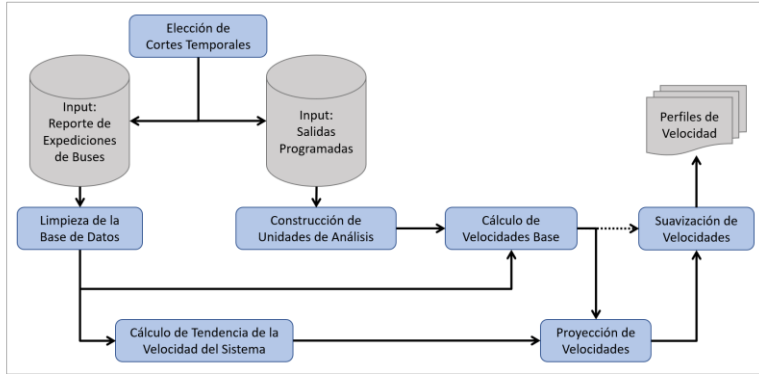 Elección de
Cortes Temporales
Input:
Reporte de
Expediciones
de Buses
Input:
Salidas
Programadas
Perfiles de
Velocidad
Limpieza de la
Base de Datos
Construcción de
Unidades de Análisis
Cálculo de
Velocidades Base
Suavización de
Velocidades
Cálculo de Tendencia de la
Velocidad del Sistema
Proyección de
Velocidades